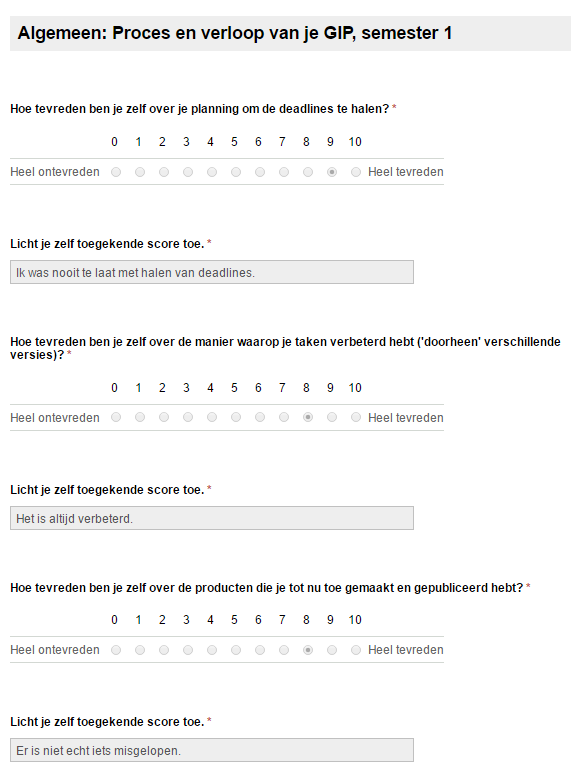 Algemeen: Proces en verloop van je GIP, semester 1
Hoe tevreden ben je zelf over je planning om de deadlines te halen? *
0 1 2 3 4 5 6 7 8 9 10
Heel ontevreden Heel tevreden
Licht je zelf toegekende score toe. *
Ik was nooit te laat met halen van deadlines.
Hoe tevreden ben je zelf over de manier waarop je taken verbeterd hebt ('doorheen' verschillende
versies)? *
0 1 2 3 4 5 6 7 8 9 10
Heel ontevreden Heel tevreden
Licht je zelf toegekende score toe. *
Het is altijd verbeterd.
Hoe tevreden ben je zelf over de producten die je tot nu toe gemaakt en gepubliceerd hebt? *
0 1 2 3 4 5 6 7 8 9 10
Heel ontevreden Heel tevreden
Licht je zelf toegekende score toe. *
Er is niet echt iets misgelopen.